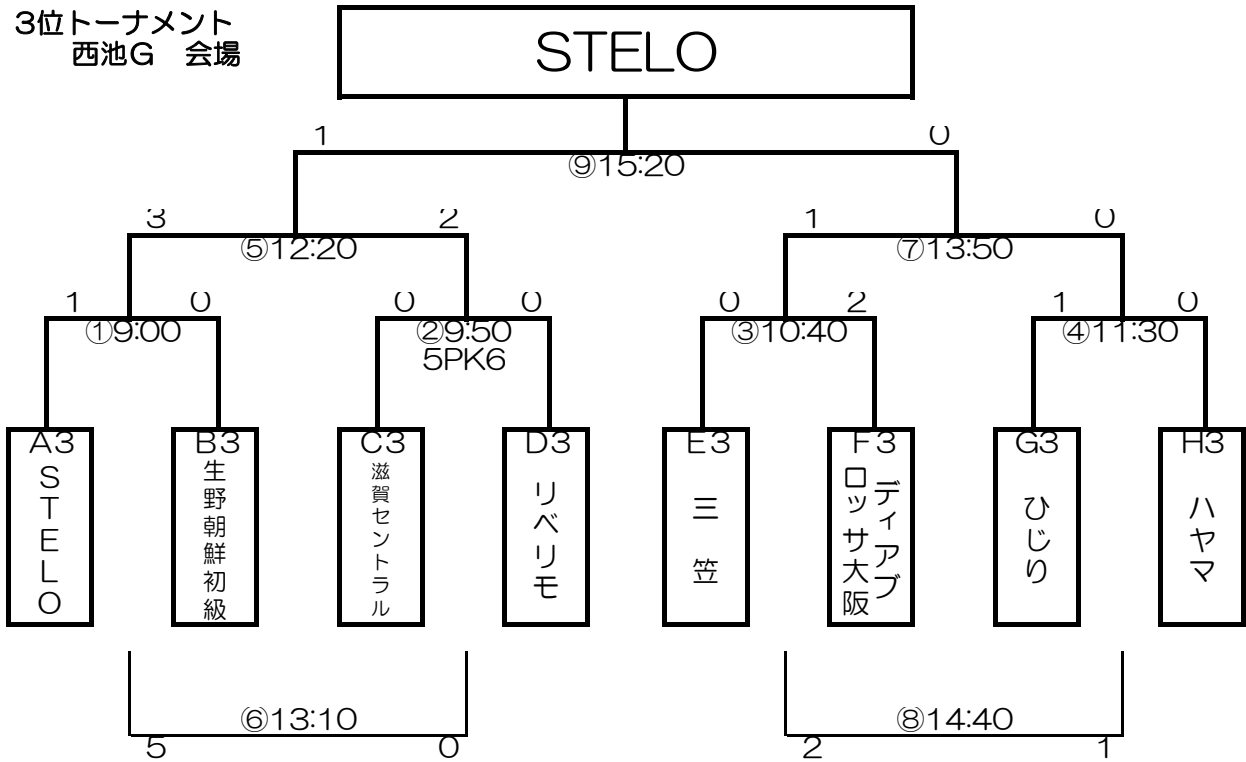 3位トーナメント
西池G 会場
STELO
1
0
⑨15:20
3
2
⑤12:20
1
0
⑦13:50
1
0
①9:00
0
0
②9:50
5PK6
0
2
③10:40
1
0
④11:30
A3
STELO
B3
生野朝鮮初級
C3
滋賀セントラル
D3
リベリモ
E3
三笠
F3
ディアブ
ロッサ大阪
G3
ひじり
H3
ハヤマ
⑥13:10
5
0
⑧14:40
2
1